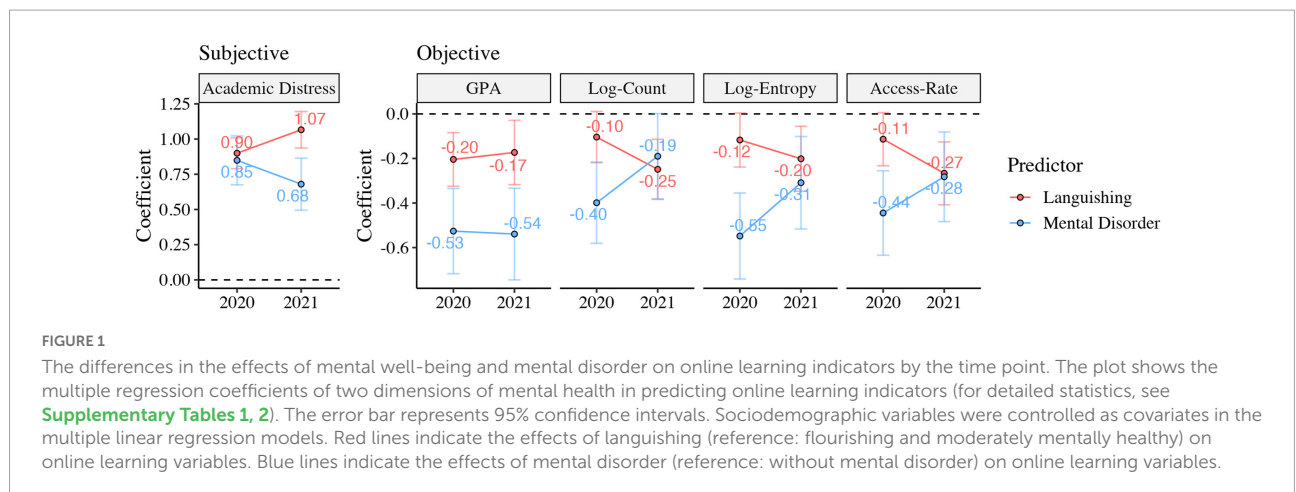 Subjective
Objective
Academic Distress
GPA
Log-Count
Log-Entropy
Access-Rate
Coefficient
1.25
1.00
0.75
0.50
0.25
0.00
0.90
1.07
0.85
0.68
2020 2021
Coefficient
0.0
-0.2
-0.4
-0.6
-0.20
-0.17
-0.53
-0.54
2020 2021
-0.10
-0.19
-0.25
-0.40
2020 2021
-0.12
-0.20
-0.31
-0.55
2020 2021
-0.11
-0.27
-0.28
-0.44
2020 2021
Predictor
Languishing
Mental Disorder
FIGURE 1
The differences in the effects of mental well-being and mental disorder on online learning indicators by the time point. The plot shows the
multiple regression coefficients of two dimensions of mental health in predicting online learning indicators (for detailed statistics, see
Supplementary Tables 1, 2). The error bar represents 95% confidence intervals. Sociodemographic variables were controlled as covariates in the
multiple linear regression models. Red lines indicate the effects of languishing (reference: flourishing and moderately mentally healthy) on
online learning variables. Blue lines indicate the effects of mental disorder (reference: without mental disorder) on online learning variables.